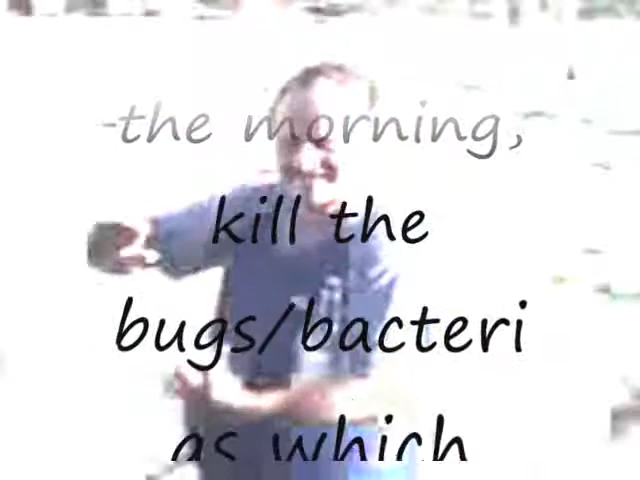 -the morning,
kill the
bugs/bacteri
as which